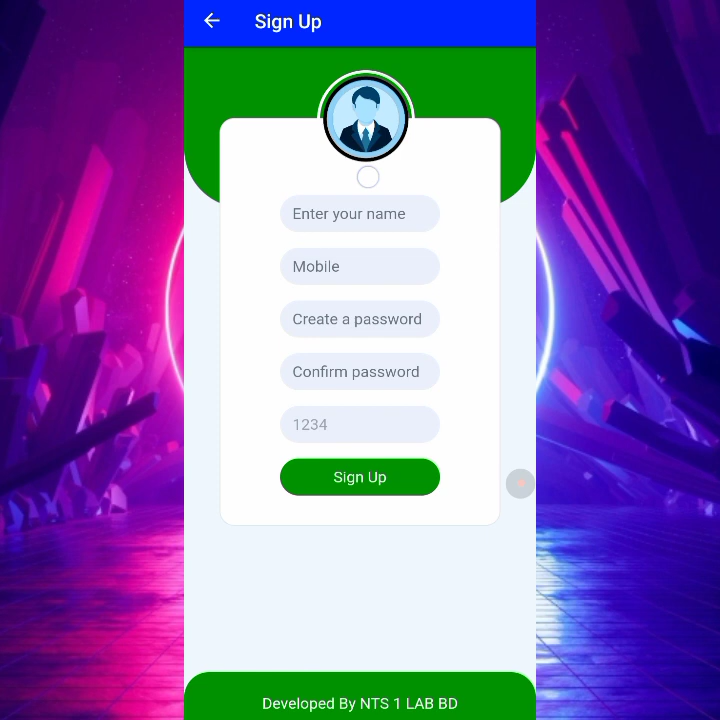 Sign Up
Enter your name
Mobile
Create a password
Confirm password
1234
Sign Up
Developed By NTS 1 LAB BD